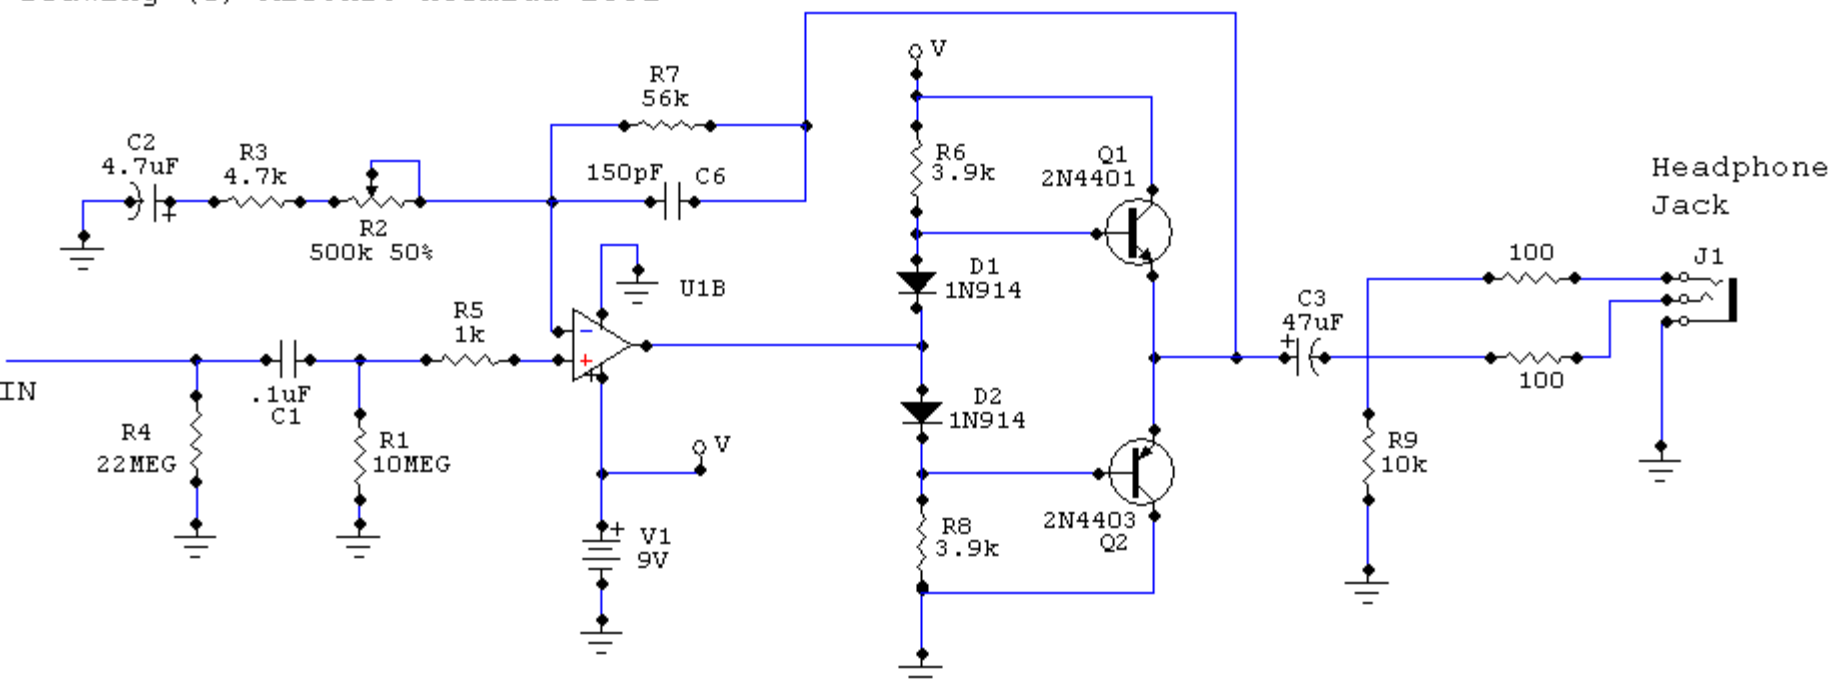 V
R7
56k
C2
4.7uF
R3
4.7k
150pF
C6
R6
3.9k
Q1
2N4401
Headphone
Jack
R2
500k 50%
D1
1N914
100
J1
U1B
R5
1k
C3
47uF
+
+
−
+
+
IN
.1uF
C1
100
D2
1N914
R4
22MEG
R1
10MEG
V
R9
10k
+
V1
9V
R8
3.9k
2N4403
Q2